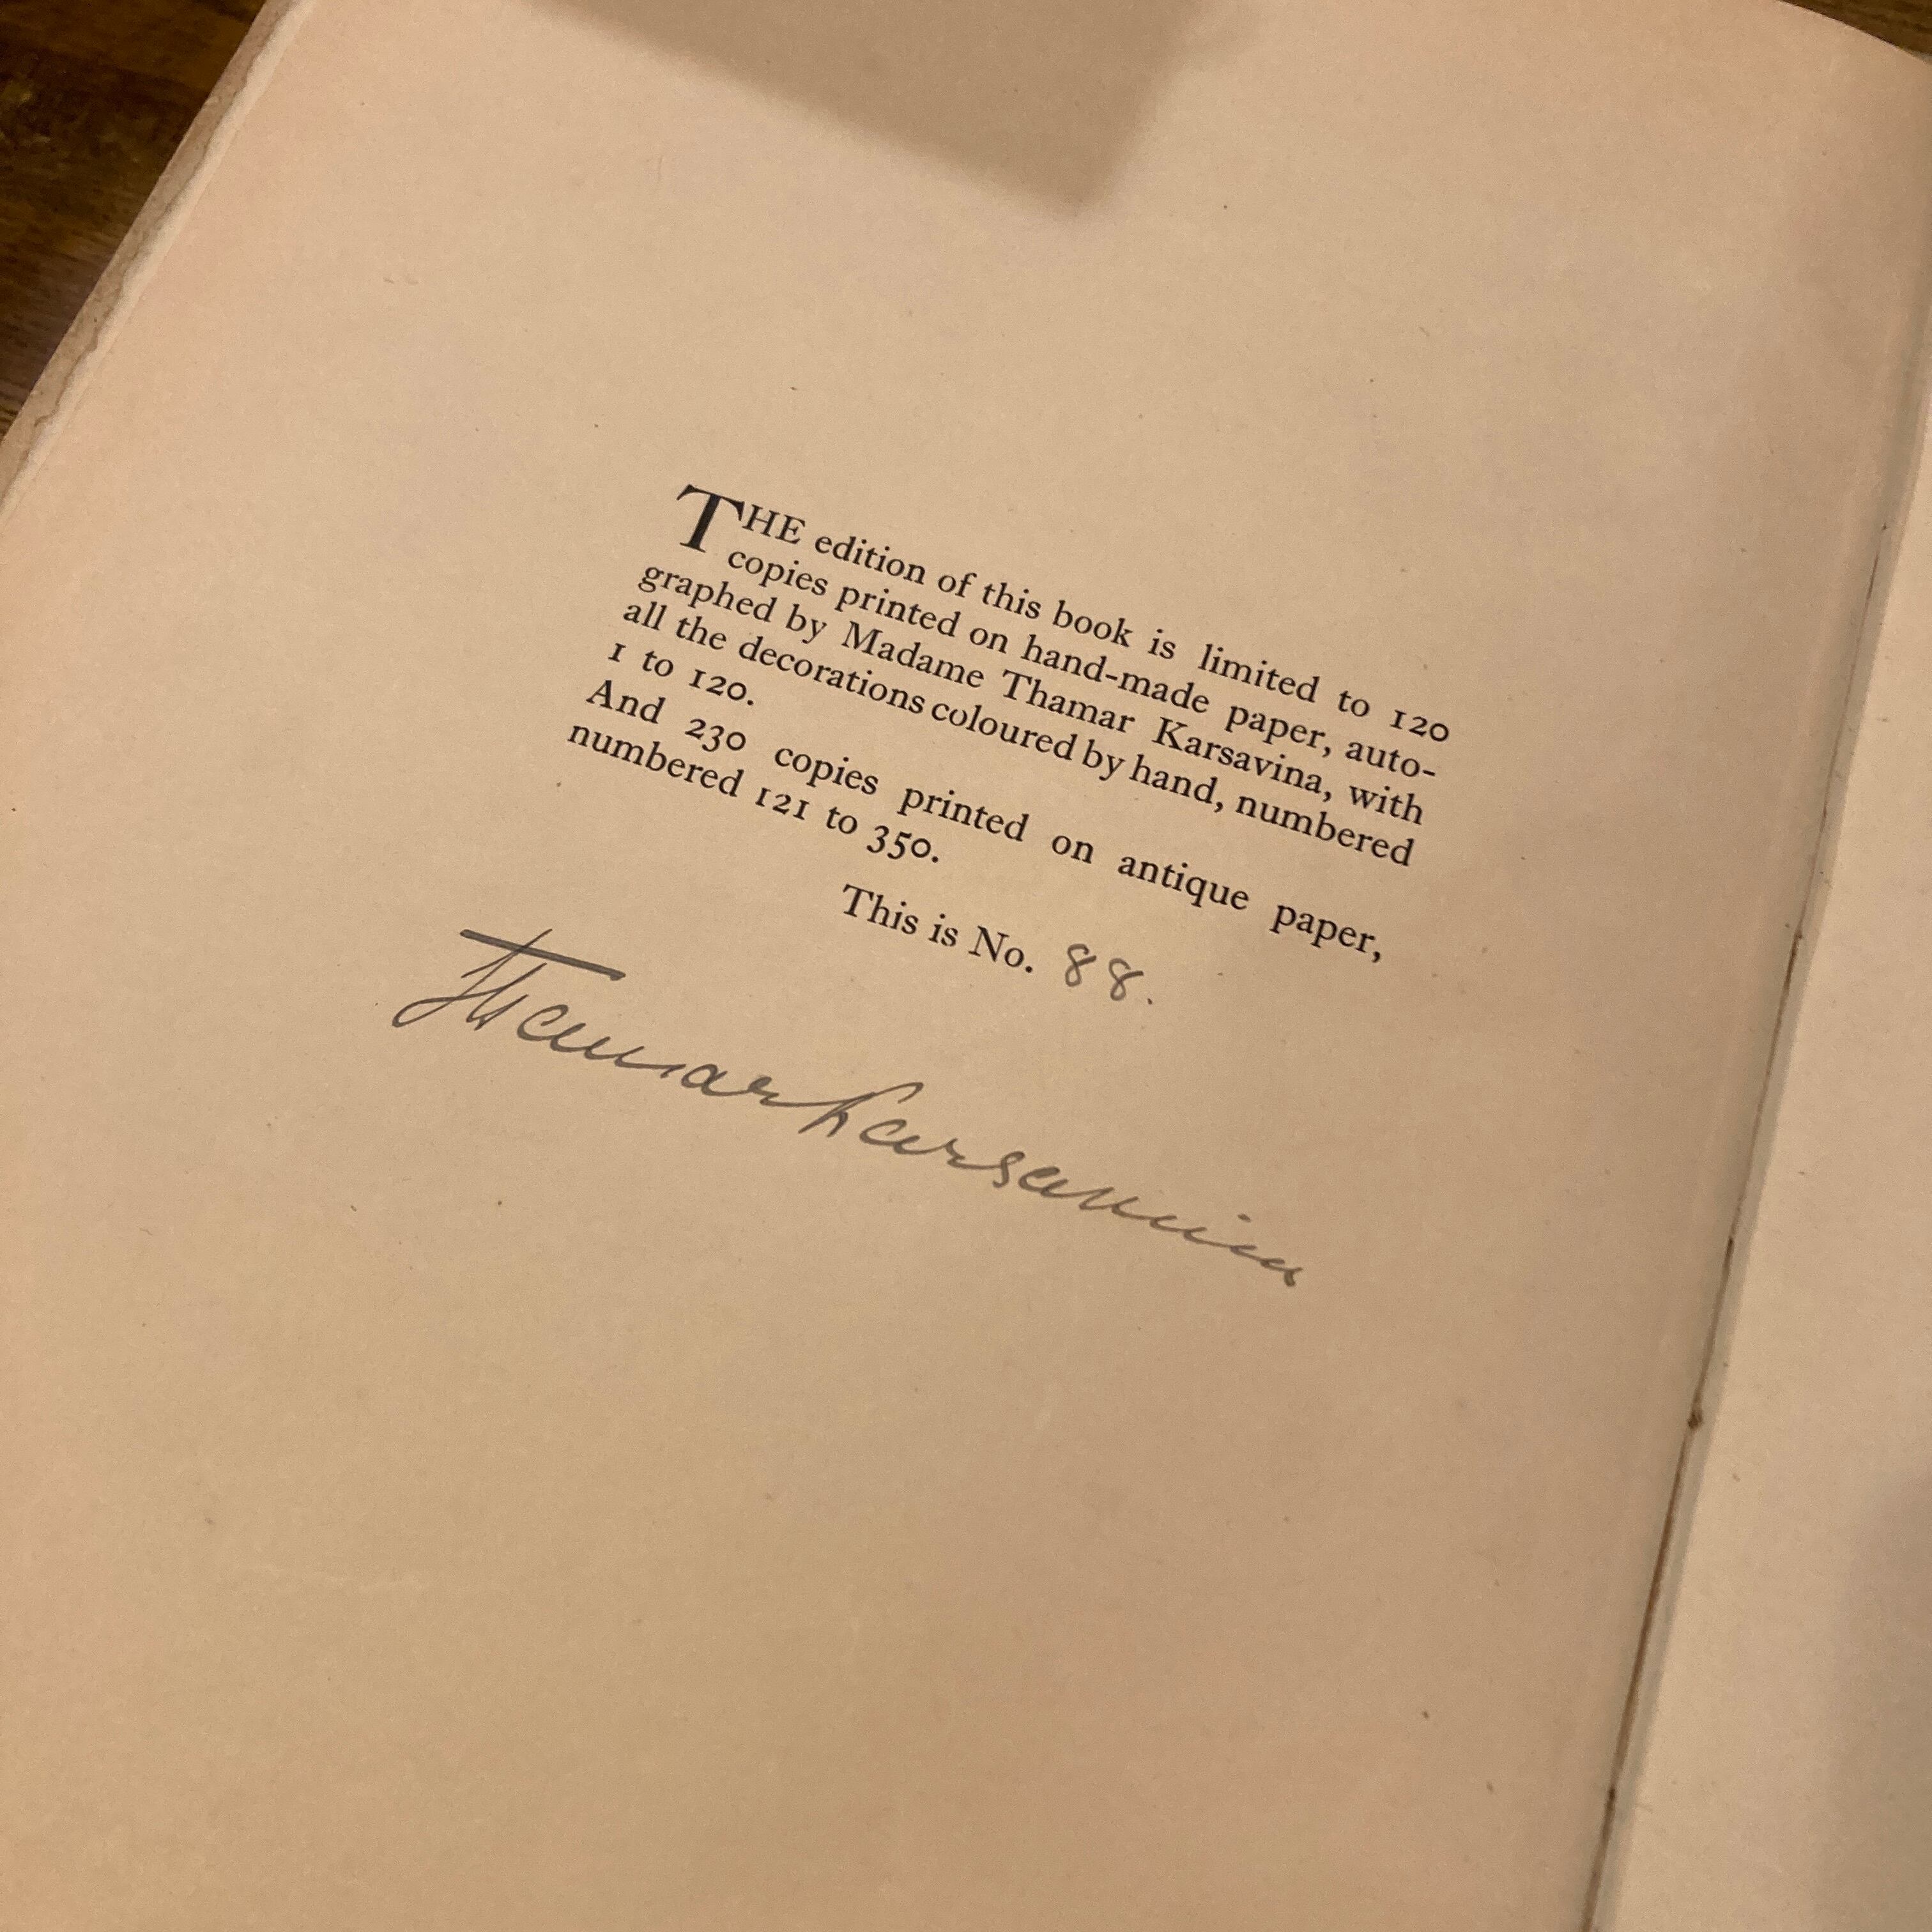 THE edition of this book is limited to 120
copies printed on hand-made paper, auto-
graphed by Madame Thamar Karsavina, with
all the decorations coloured by hand, numbered
1 to 120.
And 230 copies printed on antique paper,
numbered 121 to 350.
This is No. 88.
Thamar Karsavina